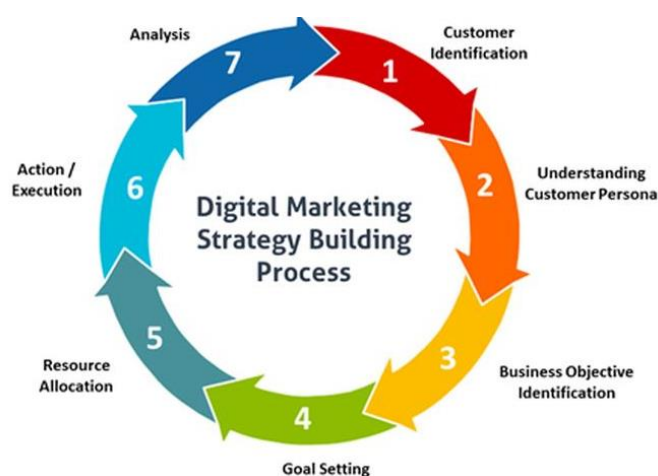 Digital Marketing
Strategy Building
Process
1
Customer
Identification
2
Understanding
Customer Persona
3
Business Objective
Identification
4
Goal Setting
5
Resource
Allocation
6
Action /
Execution
7
Analysis